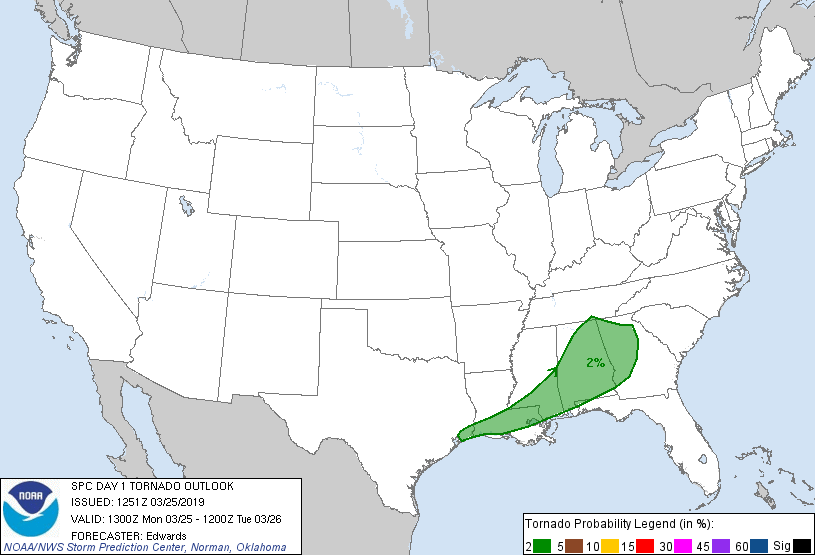 2%
NOAA
SPC DAY 1 TORNADO OUTLOOK
ISSUED: 1251Z 03/25/2019
VALID: 1300Z Mon 03/25 - 1200Z Tue 03/26
FORECASTER: Edwards
NOAA/NWS Storm Prediction Center, Norman, Oklahoma
Tornado Probability Legend (in %):
2 5 10 15 30 45 60 Sig